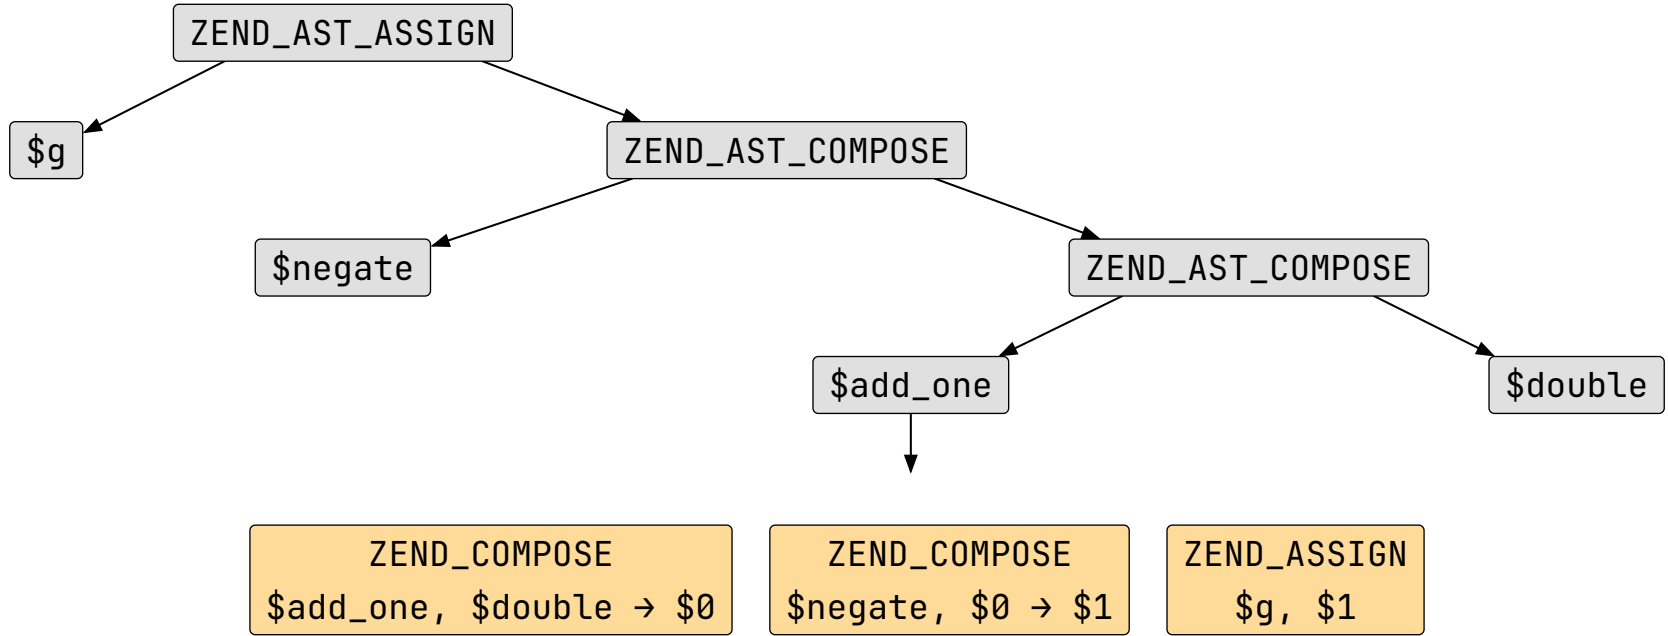 ZEND_AST_ASSIGN
$g
ZEND_AST_COMPOSE
$negate
ZEND_AST_COMPOSE
$add_one
$double
ZEND_COMPOSE
$add_one, $double → $0
ZEND_COMPOSE
$negate, $0 → $1
ZEND_ASSIGN
$g, $1